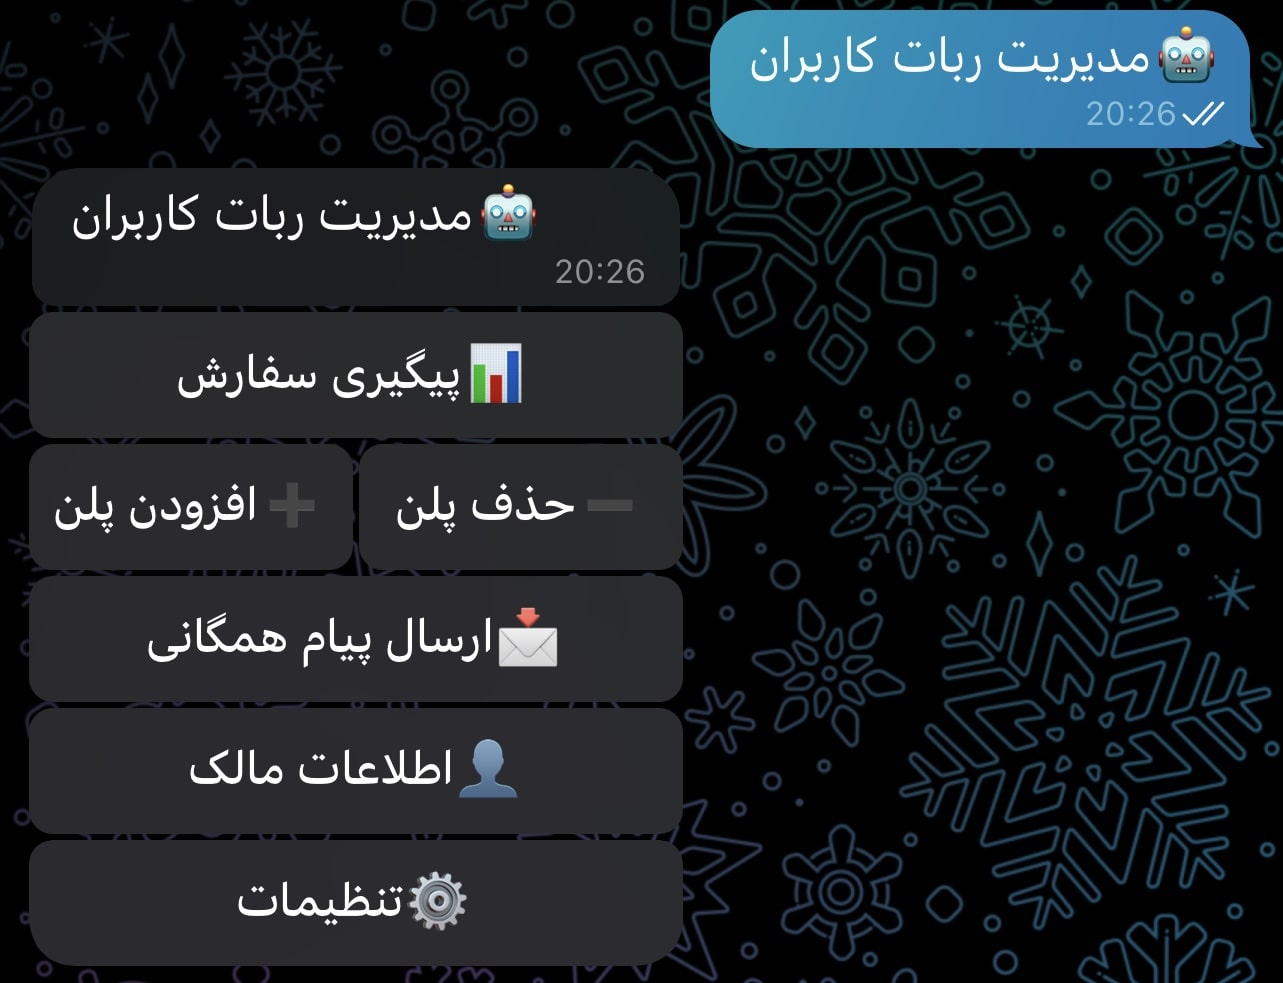 🤖مدیریت ربات کاربران
20:26
🤖مدیریت ربات کاربران
20:26
📊پیگیری سفارش
➖حذف پلن
➕افزودن پلن
📩ارسال پیام همگانی
👤اطلاعات مالک
⚙️تنظیمات